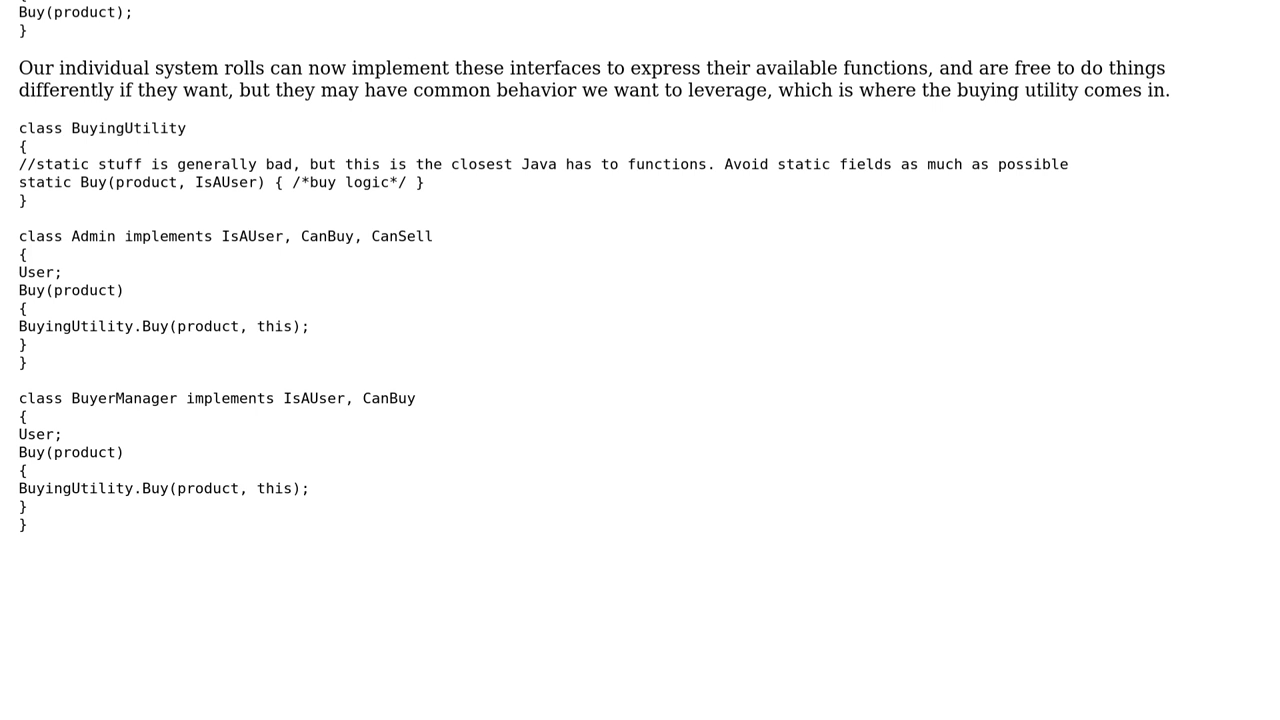 Buy(product);
}
Our individual system rolls can now implement these interfaces to express their available functions, and are free to do things
differently if they want, but they may have common behavior we want to leverage, which is where the buying utility comes in.
class BuyingUtility
{
//static stuff is generally bad, but this is the closest Java has to functions. Avoid static fields as much as possible
static Buy(product, IsAUser) { /*buy logic*/ }
}
class Admin implements IsAUser, CanBuy, CanSell
{
User;
Buy(product)
{
BuyingUtility.Buy(product, this);
}
}
class BuyerManager implements IsAUser, CanBuy
{
User;
Buy(product)
{
BuyingUtility.Buy(product, this);
}
}